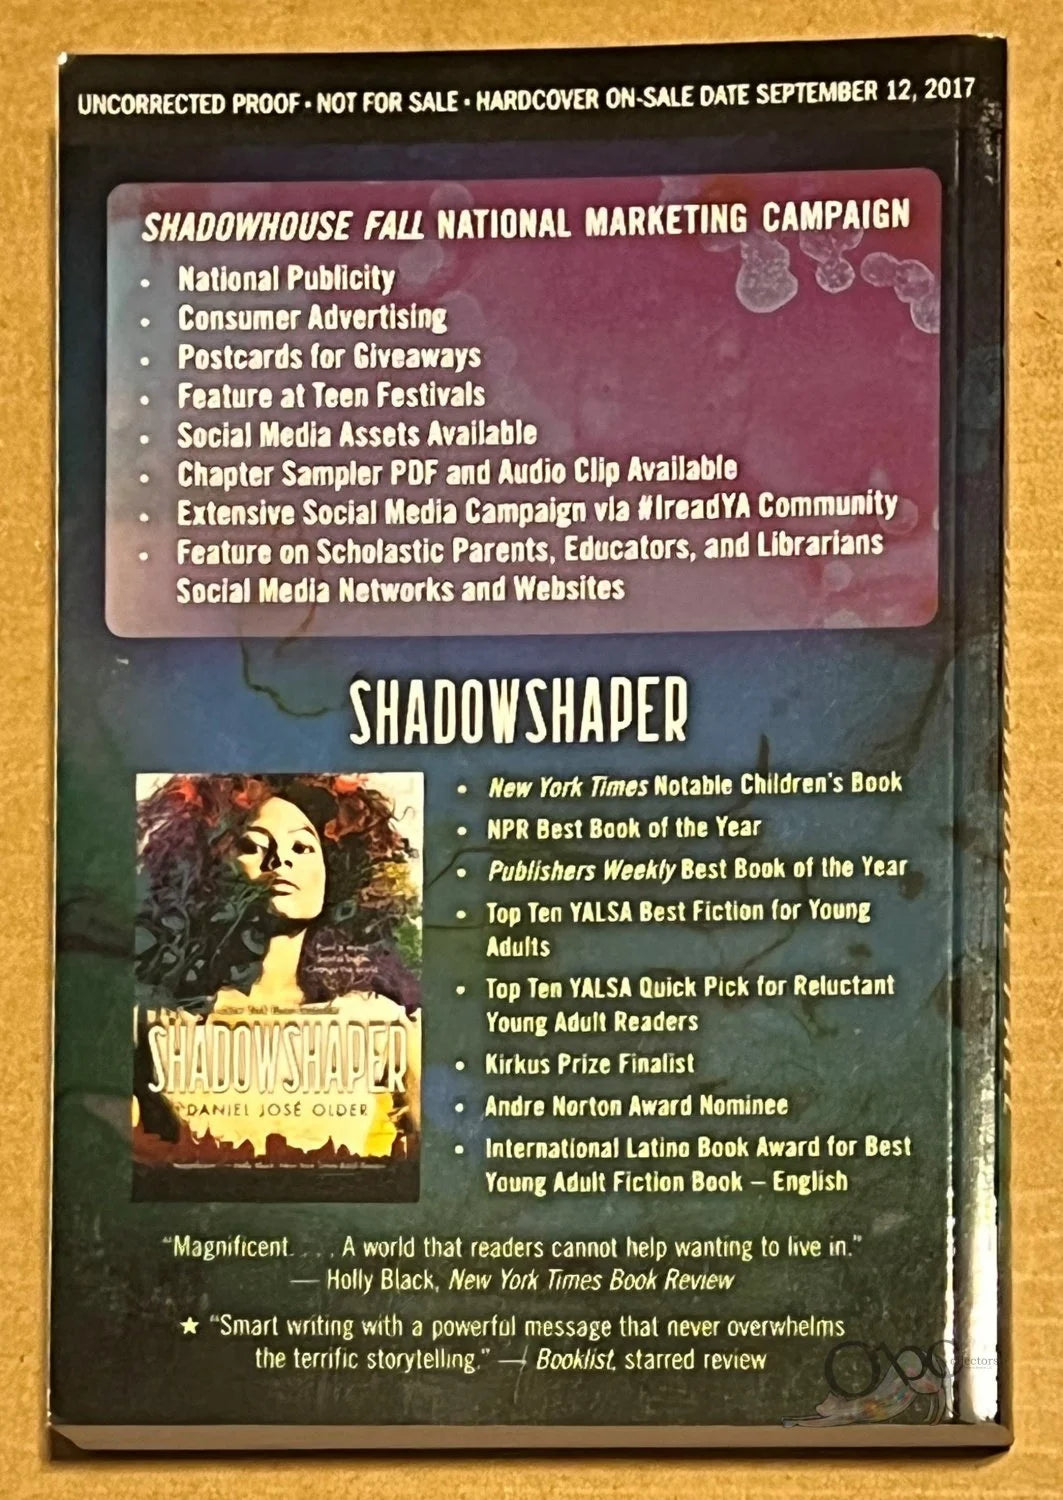 UNCORRECTED PROOF • NOT FOR SALE • HARDCOVER ON-SALE DATE SEPTEMBER 12, 2017
SHADOWHOUSE FALL NATIONAL MARKETING CAMPAIGN
• National Publicity
• Consumer Advertising
• Postcards for Giveaways
• Feature at Teen Festivals
• Social Media Assets Available
• Chapter Sampler PDF and Audio Clip Available
• Extensive Social Media Campaign via #IreadYA Community
• Feature on Scholastic Parents, Educators, and Librarians
Social Media Networks and Websites
SHADOWSHAPER
• New York Times Notable Children's Book
• NPR Best Book of the Year
• Publishers Weekly Best Book of the Year
• Top Ten YALSA Best Fiction for Young
Adults
• Top Ten YALSA Quick Pick for Reluctant
Young Adult Readers
• Kirkus Prize Finalist
• Andre Norton Award Nominee
• International Latino Book Award for Best
Young Adult Fiction Book – English
SHADOWSHAPER
DANIEL JOSÉ OLDER
"Magnificent. . . . A world that readers cannot help wanting to live in."
— Holly Black, New York Times Book Review
★ "Smart writing with a powerful message that never overwhelms
the terrific storytelling." — Booklist, starred review